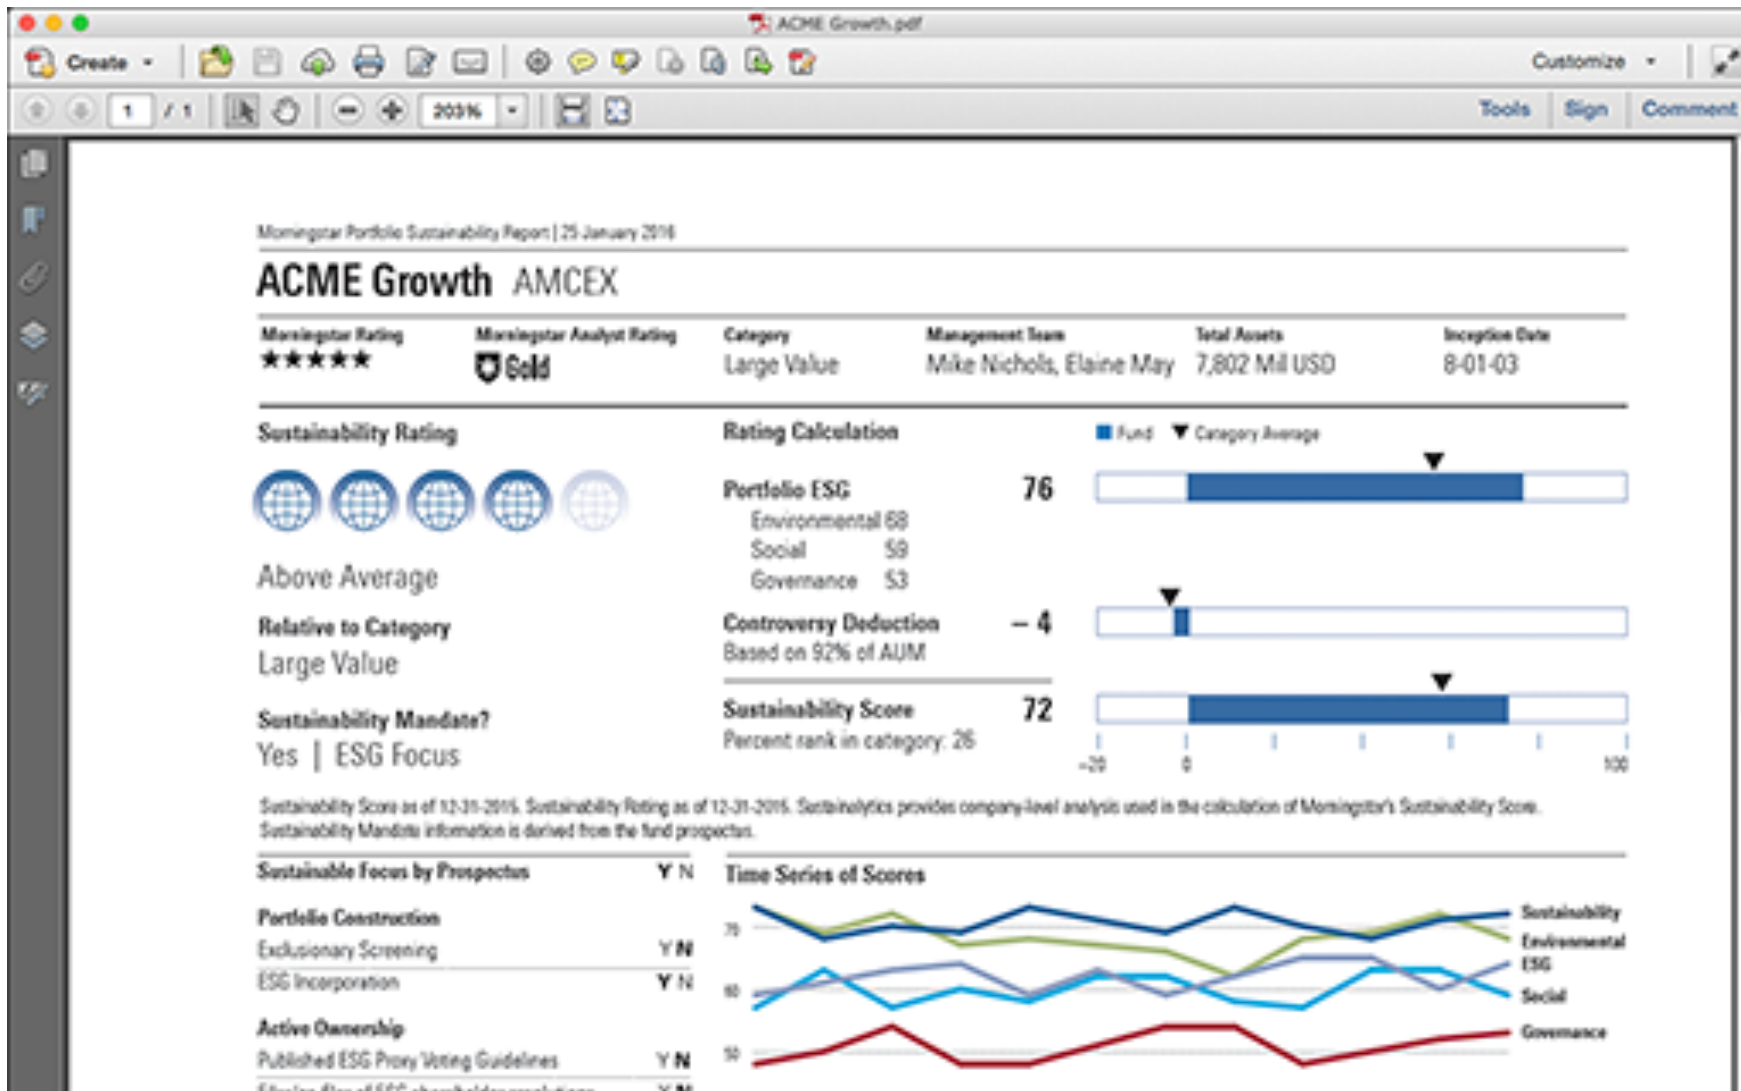 ACME Growth.pdf
Create
Customize
1 / 1
203%
Tools Sign Comment
Morningstar Portfolio Sustainability Report | 25 January 2016
ACME Growth AMCEX
Morningstar Rating Morningstar Analyst Rating Category Management Team Total Assets Inception Date
★★★★★ Gold Large Value Mike Nichols, Elaine May 7,802 Mil USD 8-01-03
Sustainability Rating
Above Average
Relative to Category
Large Value
Sustainability Mandate?
Yes | ESG Focus
Rating Calculation
Fund Category Average
Portfolio ESG 76
Environmental 68
Social 59
Governance 53
Controversy Deduction – 4
Based on 92% of AUM
Sustainability Score 72
Percent rank in category: 26
–20 0 100
Sustainability Score as of 12-31-2015. Sustainability Rating as of 12-31-2015. Sustainalytics provides company-level analysis used in the calculation of Morningstar's Sustainability Score.
Sustainability Mandate information is derived from the fund prospectus.
Sustainable Focus by Prospectus Y N
Portfolio Construction
Exclusionary Screening Y N
ESG Incorporation Y N
Active Ownership
Published ESG Proxy Voting Guidelines Y N
of ESG shareholder resolutions Y N
Time Series of Scores
70
60
50
Sustainability
Environmental
ESG
Social
Governance